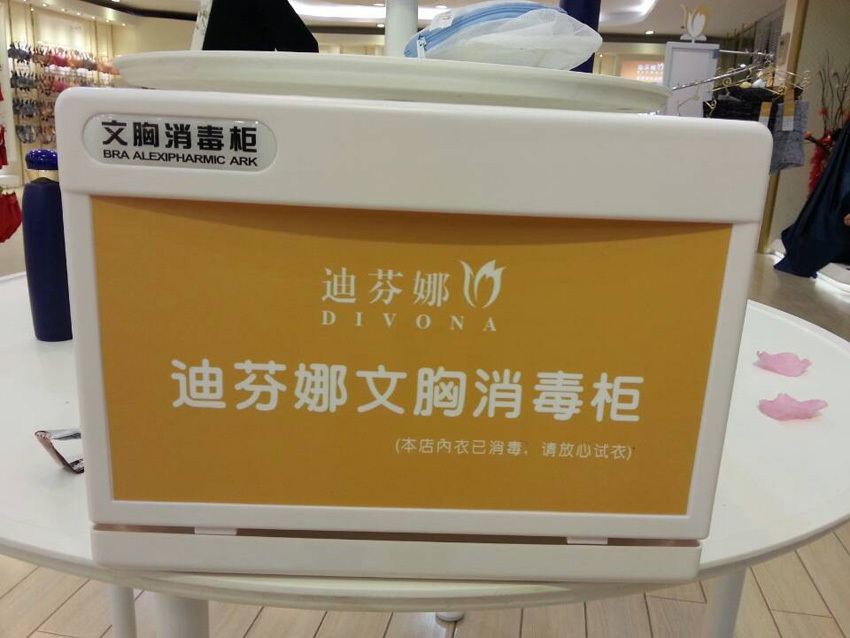 文胸消毒柜
BRA ALEXIPHARMIC ARK
迪芬娜
DIVONA
迪芬娜文胸消毒柜
(本店内衣已消毒，请放心试衣)